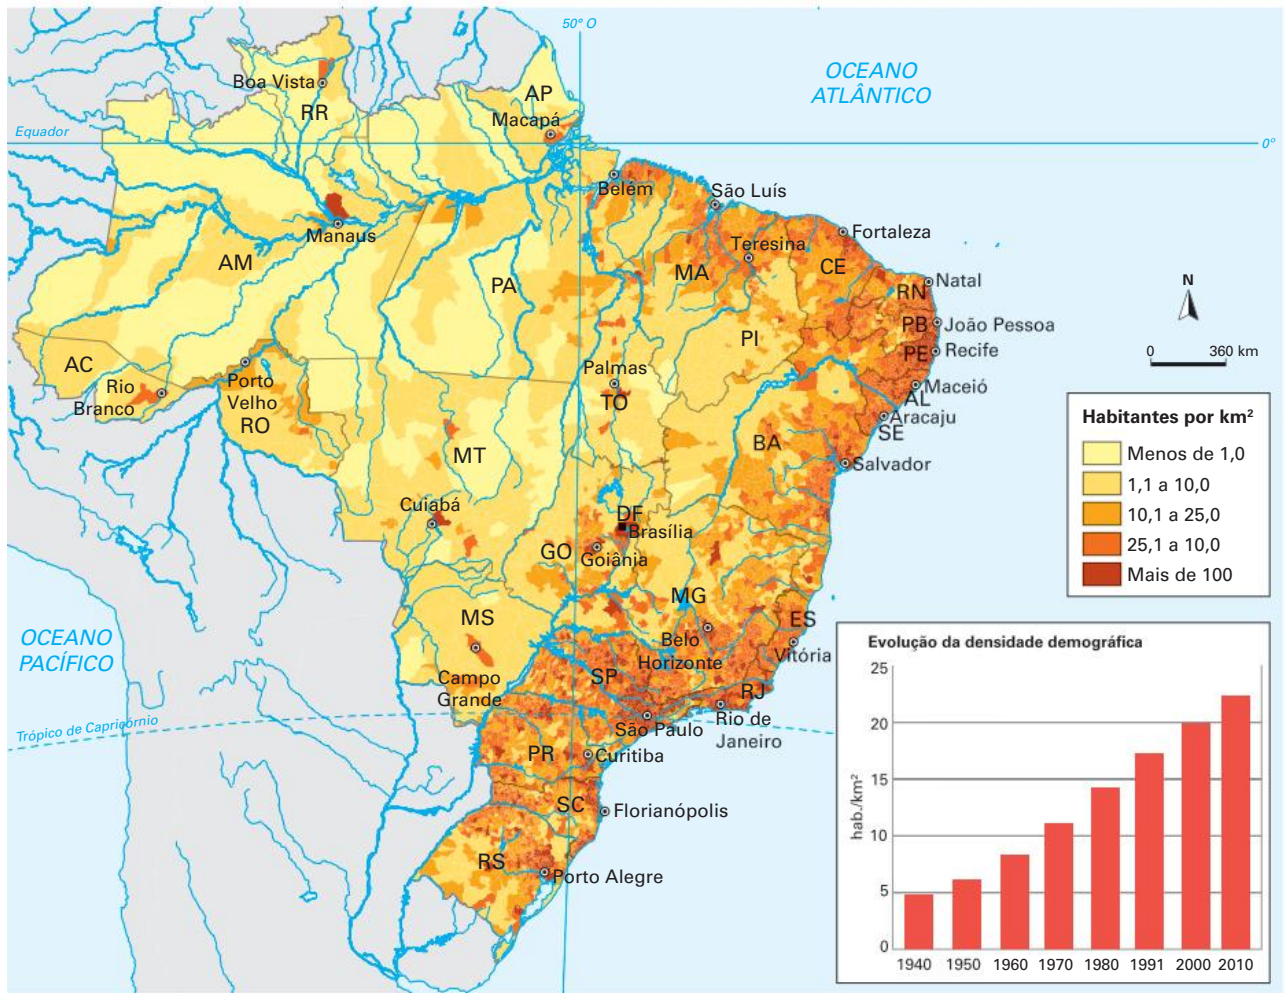 50° O
OCEANO
ATLÂNTICO
Boa Vista
RR
AP
Macapá
Equador
0°
Belém
São Luís
Manaus
Fortaleza
Teresina
AM
MA
CE
PA
RN
Natal
N
PB
João Pessoa
PI
PE
Recife
0
360 km
AC
Rio
Branco
Porto
Velho
RO
Palmas
TO
Maceió
AL
Aracaju
SE
BA
MT
Salvador
Habitantes por km²
Menos de 1,0
1,1 a 10,0
10,1 a 25,0
25,1 a 10,0
Mais de 100
Cuiabá
DF
Brasília
GO
Goiânia
MG
MS
ES
Belo
Horizonte
Vitória
OCEANO
PACÍFICO
Campo
Grande
SP
RJ
São Paulo
Rio de
Janeiro
Trópico de Capricórnio
PR
Curitiba
SC
Florianópolis
RS
Porto Alegre
Evolução da densidade demográfica
hab./km²
25
20
15
10
5
0
1940 1950 1960 1970 1980 1991 2000 2010